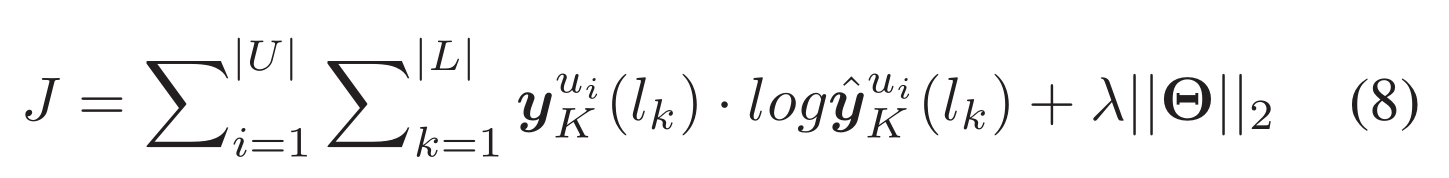 J = \sum_{i=1}^{|U|} \sum_{k=1}^{|L|} \boldsymbol{y}_K^{u_i}(l_k) \cdot log\hat{\boldsymbol{y}}_K^{u_i}(l_k) + \lambda||\boldsymbol{\Theta}||_2 (8)